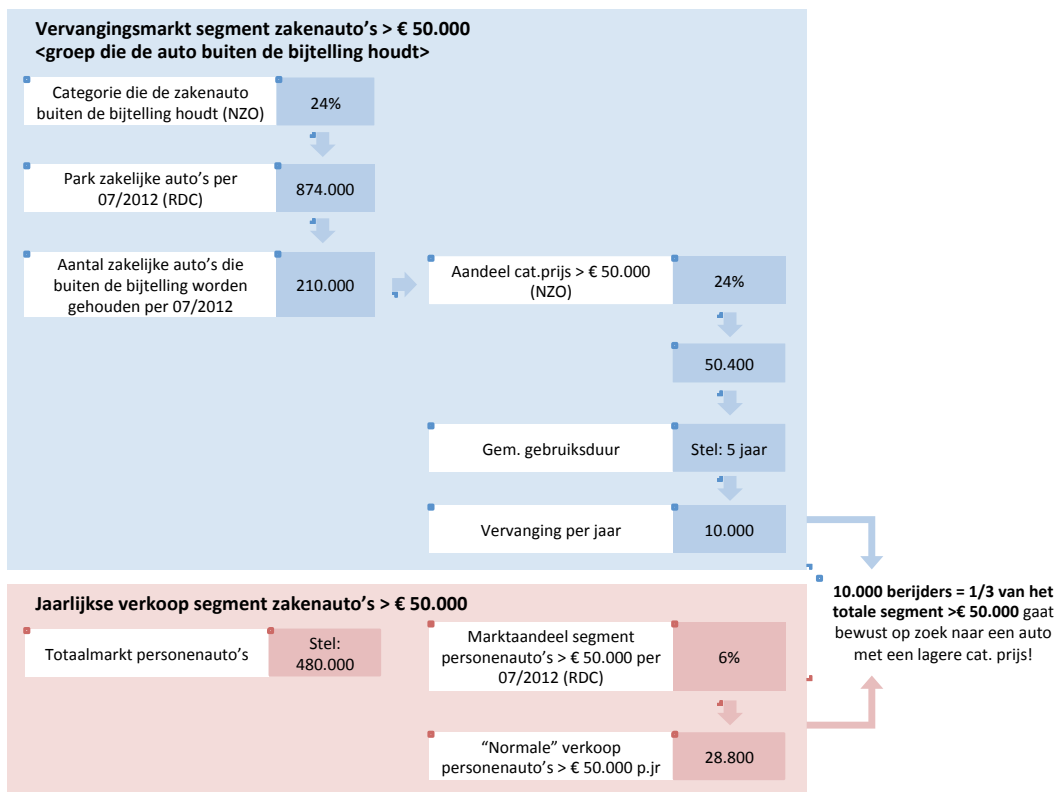 Vervangingsmarkt segment zakenauto's > € 50.000
<groep die de auto buiten de bijtelling houdt>
Categorie die de zakenauto
buiten de bijtelling houdt (NZO)
24%
Park zakelijke auto's per
07/2012 (RDC)
874.000
Aantal zakelijke auto's die
buiten de bijtelling worden
gehouden per 07/2012
210.000
Aandeel cat.prijs > € 50.000
(NZO)
24%
50.400
Gem. gebruiksduur
Stel: 5 jaar
Vervanging per jaar
10.000
Jaarlijkse verkoop segment zakenauto's > € 50.000
Totaalmarkt personenauto's
Stel:
480.000
Marktaandeel segment
personenauto's > € 50.000 per
07/2012 (RDC)
6%
“Normale” verkoop
personenauto's > € 50.000 p.jr
28.800
10.000 berijders = 1/3 van het
totale segment >€ 50.000 gaat
bewust op zoek naar een auto
met een lagere cat. prijs!